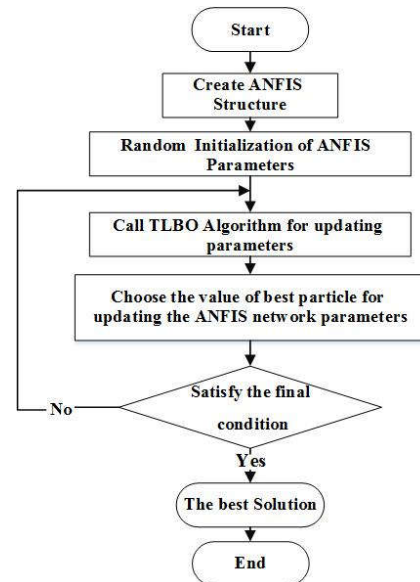 Start
Create ANFIS
Structure
Random Initialization of ANFIS
Parameters
Call TLBO Algorithm for updating
parameters
Choose the value of best particle for
updating the ANFIS network parameters
Satisfy the final
condition
No
Yes
The best Solution
End